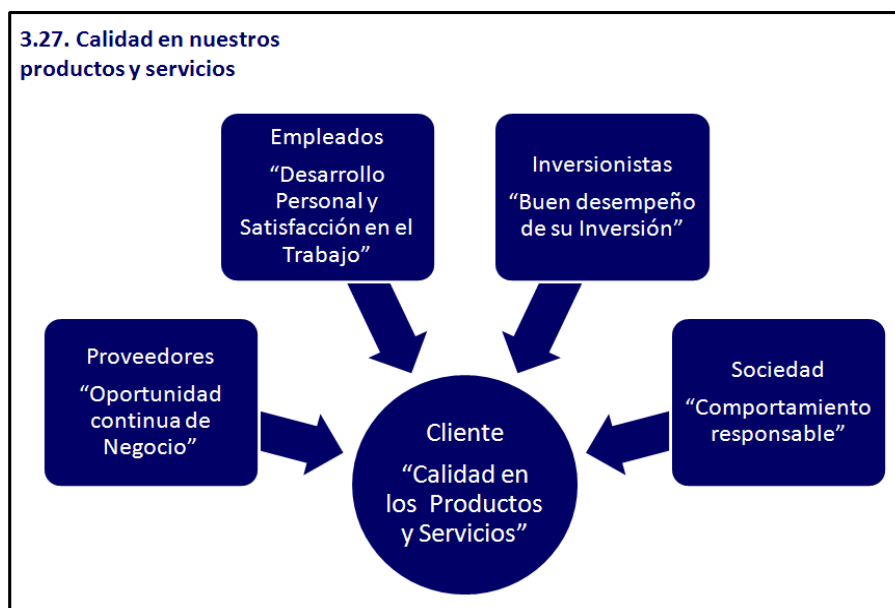 3.27. Calidad en nuestros
productos y servicios
Empleados
“Desarrollo
Personal y
Satisfacción en el
Trabajo”
Inversionistas
“Buen desempeño
de su Inversión”
Proveedores
“Oportunidad
continua de
Negocio”
Sociedad
“Comportamiento
responsable”
Cliente
“Calidad en
los Productos
y Servicios”